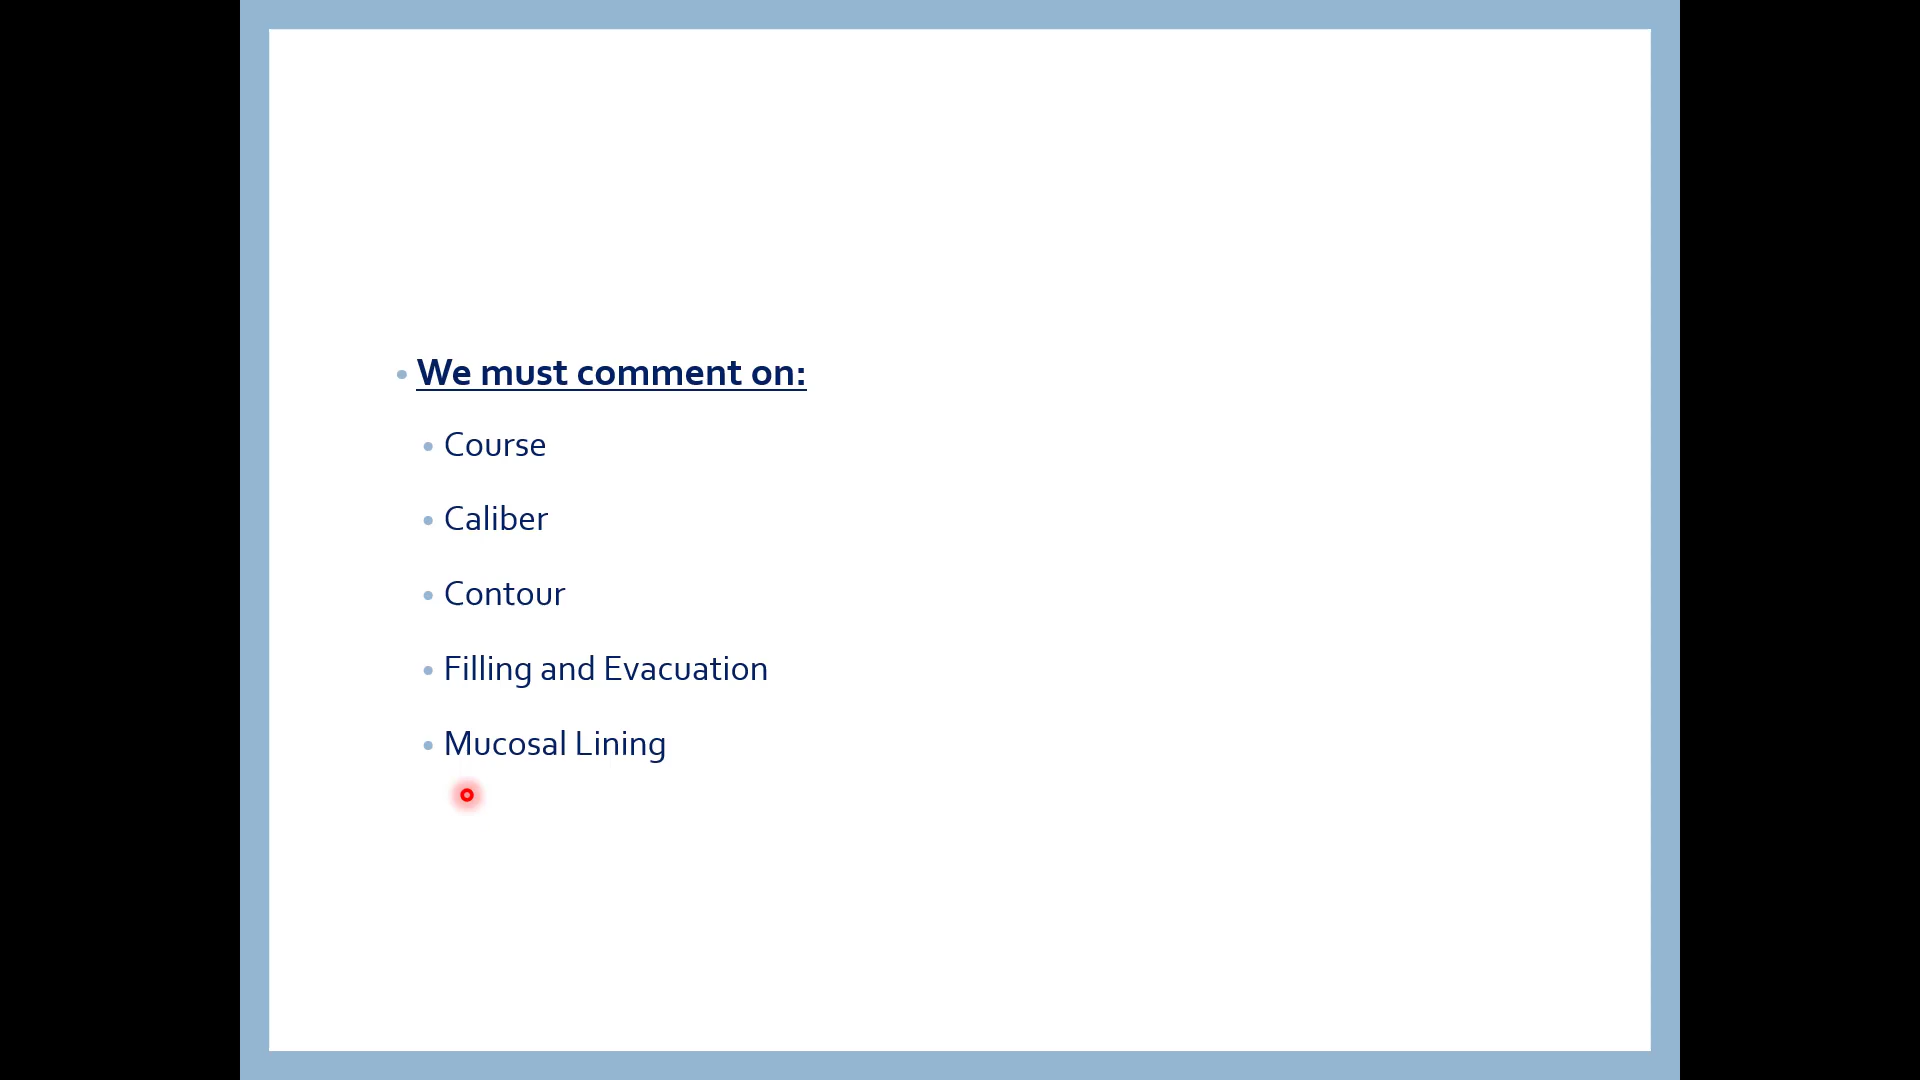 • We must comment on:
• Course
• Caliber
• Contour
• Filling and Evacuation
• Mucosal Lining